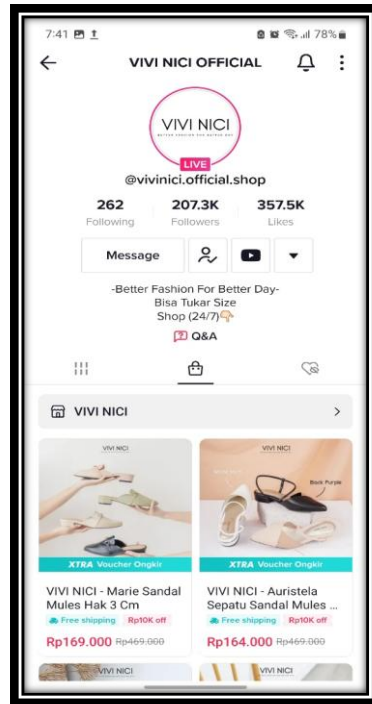 7:41
78%
VIVI NICI OFFICIAL
VIVI NICI
LIVE
@vivinici.official.shop
262 207.3K 357.5K
Following Followers Likes
Message
-Better Fashion For Better Day-
Bisa Tukar Size
Shop (24/7)👇🏻
Q&A
VIVI NICI
VIVI NICI
XTRA Voucher Ongkir
VIVI NICI - Marie Sandal
Mules Hak 3 Cm
Free shipping Rp10K off
Rp169.000 Rp469.000
VIVI NICI
Black Purple
XTRA Voucher Ongkir
VIVI NICI - Auristela
Sepatu Sandal Mules ...
Free shipping Rp10K off
Rp164.000 Rp469.000
VIVI NICI
VIVI NICI